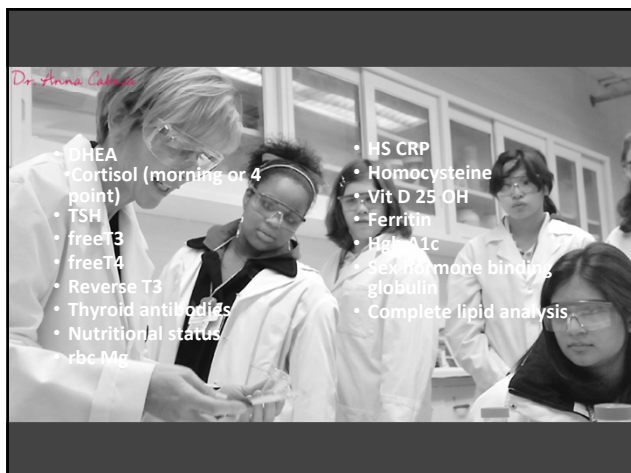 Dr. Anna Cabeca
• DHEA
•Cortisol (morning or 4
point)
• TSH
• freeT3
• freeT4
• Reverse T3
• Thyroid antibodies
• Nutritional status
• rbc Mg
• HS CRP
• Homocysteine
• Vit D 25 OH
• Ferritin
• Hgb A1c
• Sex hormone binding
globulin
• Complete lipid analysis